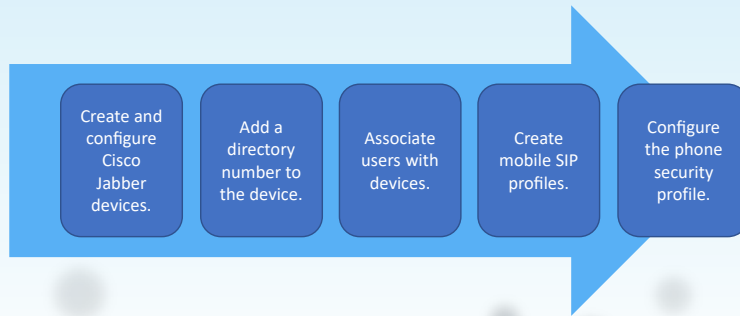 Create and
configure
Cisco
Jabber
devices.
Add a
directory
number to
the device.
Associate
users with
devices.
Create
mobile SIP
profiles.
Configure
the phone
security
profile.